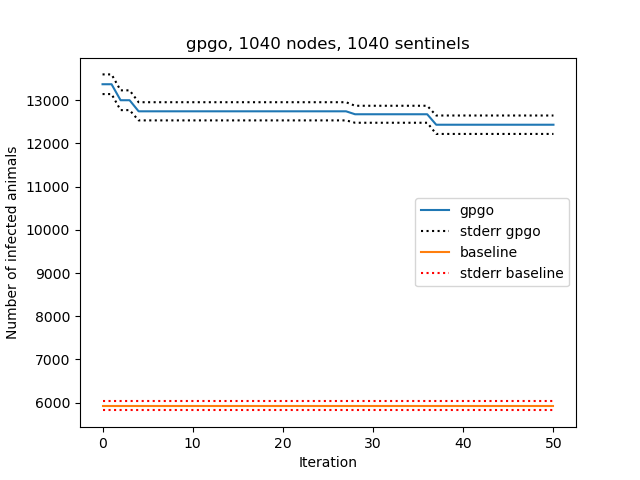 gpgo, 1040 nodes, 1040 sentinels
Number of infected animals
13000
12000
11000
10000
9000
8000
7000
6000
gpgo
stderr gpgo
baseline
stderr baseline
0 10 20 30 40 50
Iteration